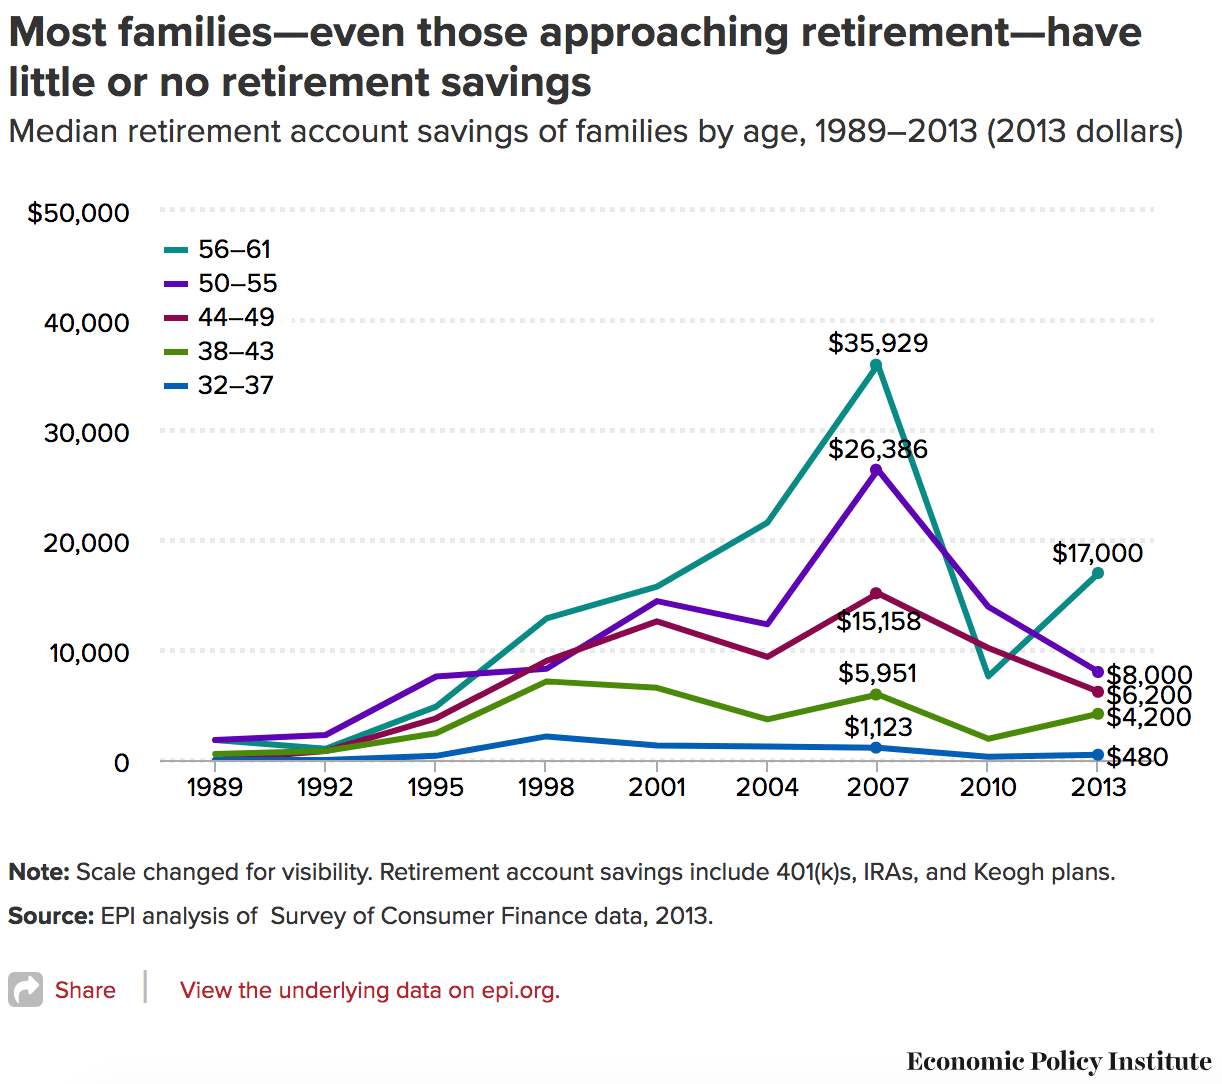 Most families—even those approaching retirement—have
little or no retirement savings
Median retirement account savings of families by age, 1989–2013 (2013 dollars)
$50,000
56–61
50–55
44–49
38–43
32–37
40,000
$35,929
30,000
$26,386
20,000
$17,000
$15,158
10,000
$5,951
$8,000
$6,200
$4,200
$1,123
$480
0
1989 1992 1995 1998 2001 2004 2007 2010 2013
Note: Scale changed for visibility. Retirement account savings include 401(k)s, IRAs, and Keogh plans.
Source: EPI analysis of Survey of Consumer Finance data, 2013.
Share View the underlying data on epi.org.
Economic Policy Institute